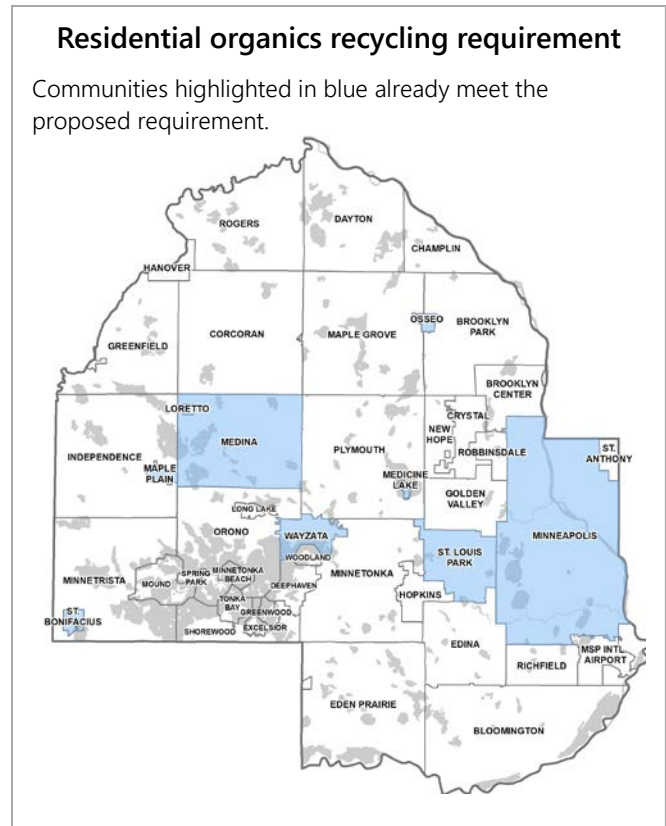 Residential organics recycling requirement
Communities highlighted in blue already meet the
proposed requirement.
ROGERS
DAYTON
CHAMPLIN
HANOVER
GREENFIELD
CORCORAN
MAPLE GROVE
OSSEO
BROOKLYN
PARK
BROOKLYN
CENTER
LORETTO
MEDINA
INDEPENDENCE
MAPLE
PLAIN
PLYMOUTH
MEDICINE
LAKE
NEW
HOPE
CRYSTAL
ROBBINSDALE
GOLDEN
VALLEY
ST.
ANTHONY
MINNEAPOLIS
LONG LAKE
ORONO
WAYZATA
WOODLAND
ST. LOUIS
PARK
MINNETRISTA
MOUND
SPRING
PARK
MINNETONKA
BEACH
DEEPHAVEN
MINNETONKA
HOPKINS
TONKA
BAY
GREENWOOD
EXCELSIOR
SHOREWOOD
ST.
BONIFACIUS
EDINA
RICHFIELD
MSP INTL.
AIRPORT
EDEN PRAIRIE
BLOOMINGTON